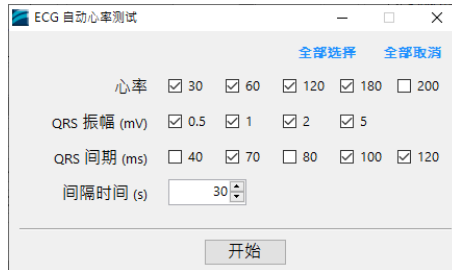 ECG 自动心率测试
全部选择 全部取消
心率 30 60 120 180 200
QRS 振幅 (mV) 0.5 1 2 5
QRS 间期 (ms) 40 70 80 100 120
间隔时间 (s) 30
开始